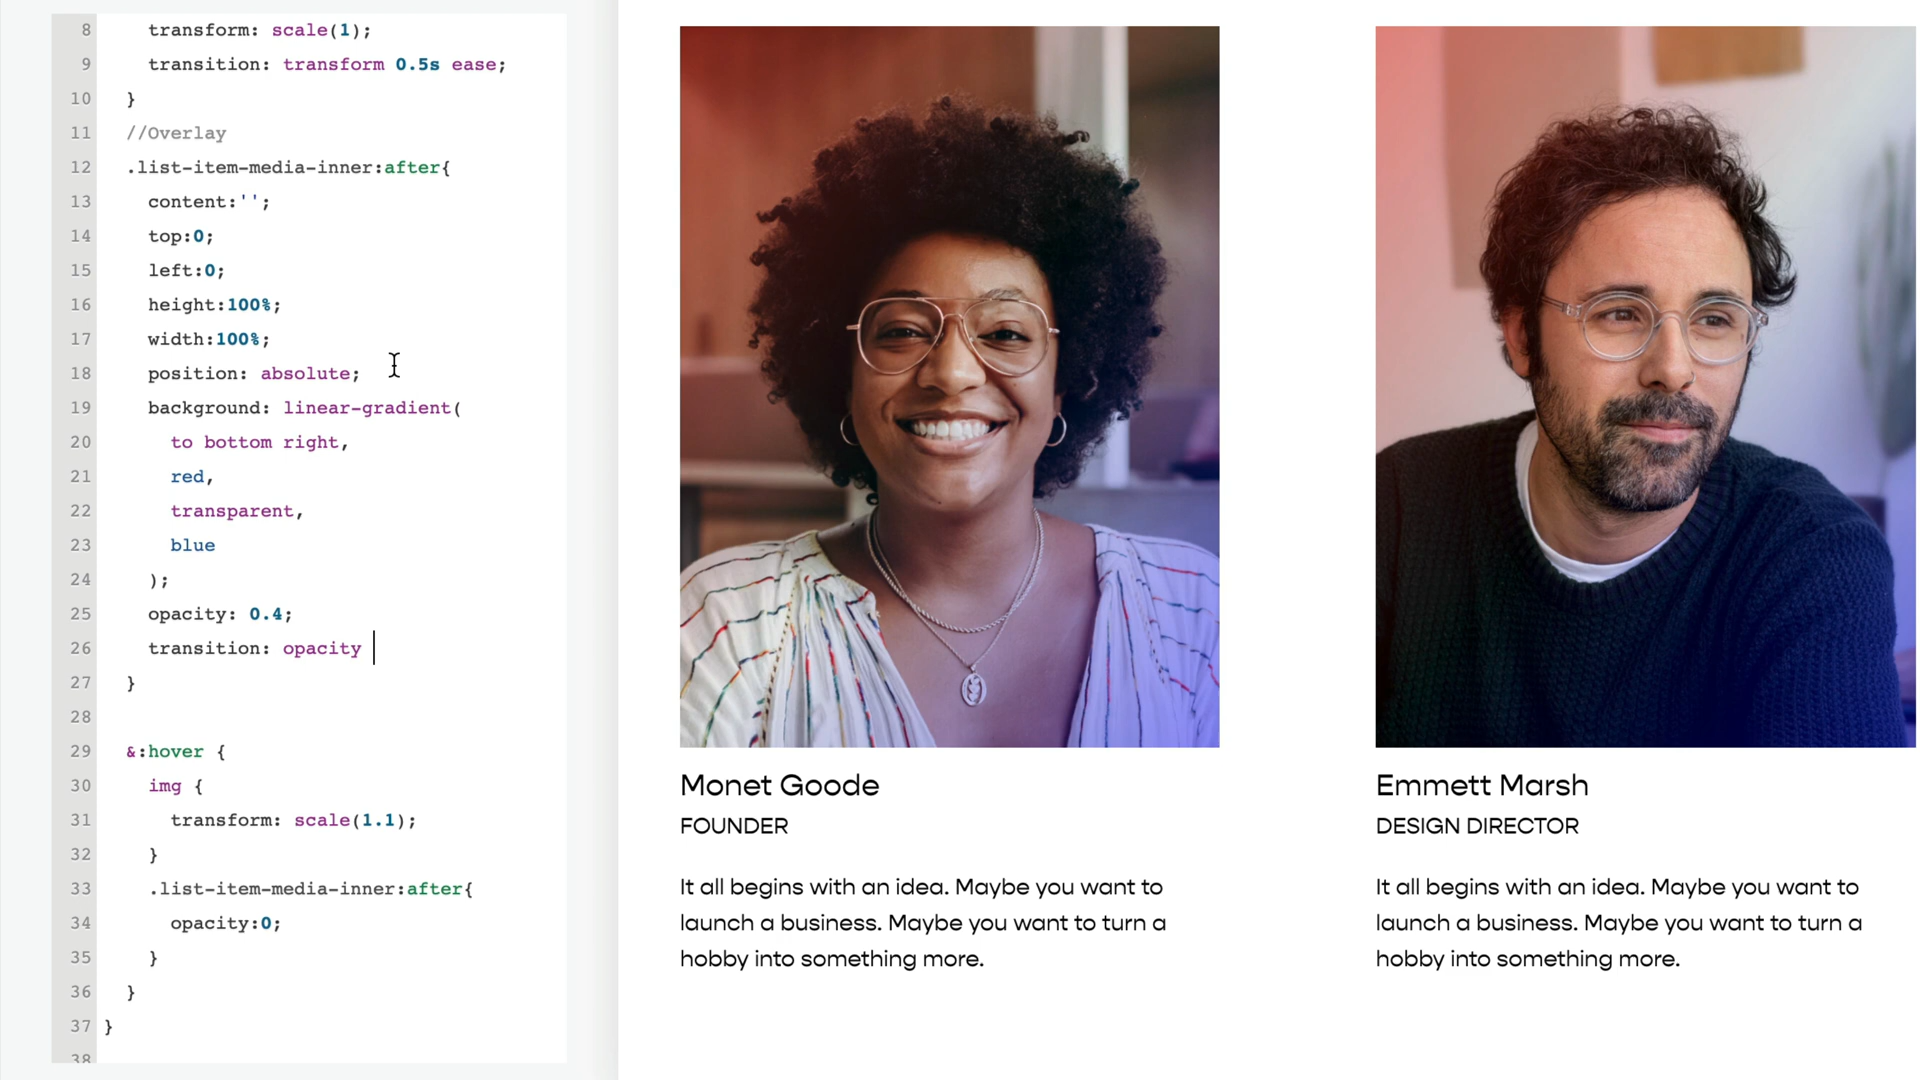 8 transform: scale(1);
9 transition: transform 0.5s ease;
10 }
11 //Overlay
12 .list-item-media-inner:after{
13 content:'';
14 top:0;
15 left:0;
16 height:100%;
17 width:100%;
18 position: absolute;
19 background: linear-gradient(
20 to bottom right,
21 red,
22 transparent,
23 blue
24 );
25 opacity: 0.4;
26 transition: opacity
27 }
28
29 &:hover {
30 img {
31 transform: scale(1.1);
32 }
33 .list-item-media-inner:after{
34 opacity:0;
35 }
36 }
37 }
38
Monet Goode
FOUNDER
It all begins with an idea. Maybe you want to
launch a business. Maybe you want to turn a
hobby into something more.
Emmett Marsh
DESIGN DIRECTOR
It all begins with an idea. Maybe you want to
launch a business. Maybe you want to turn a
hobby into something more.